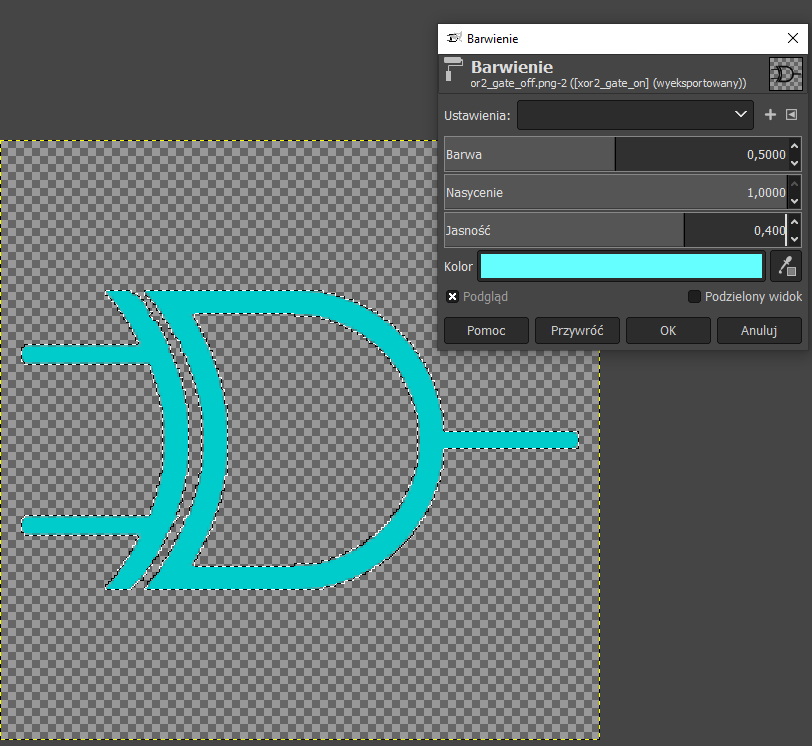 Barwienie
Barwienie
or2_gate_off.png-2 ([xor2_gate_on] (wyeksportowany))
Ustawienia:
Barwa 0,5000
Nasycenie 1,0000
Jasność 0,400
Kolor
Podgląd Podzielony widok
Pomoc Przywróć OK Anuluj